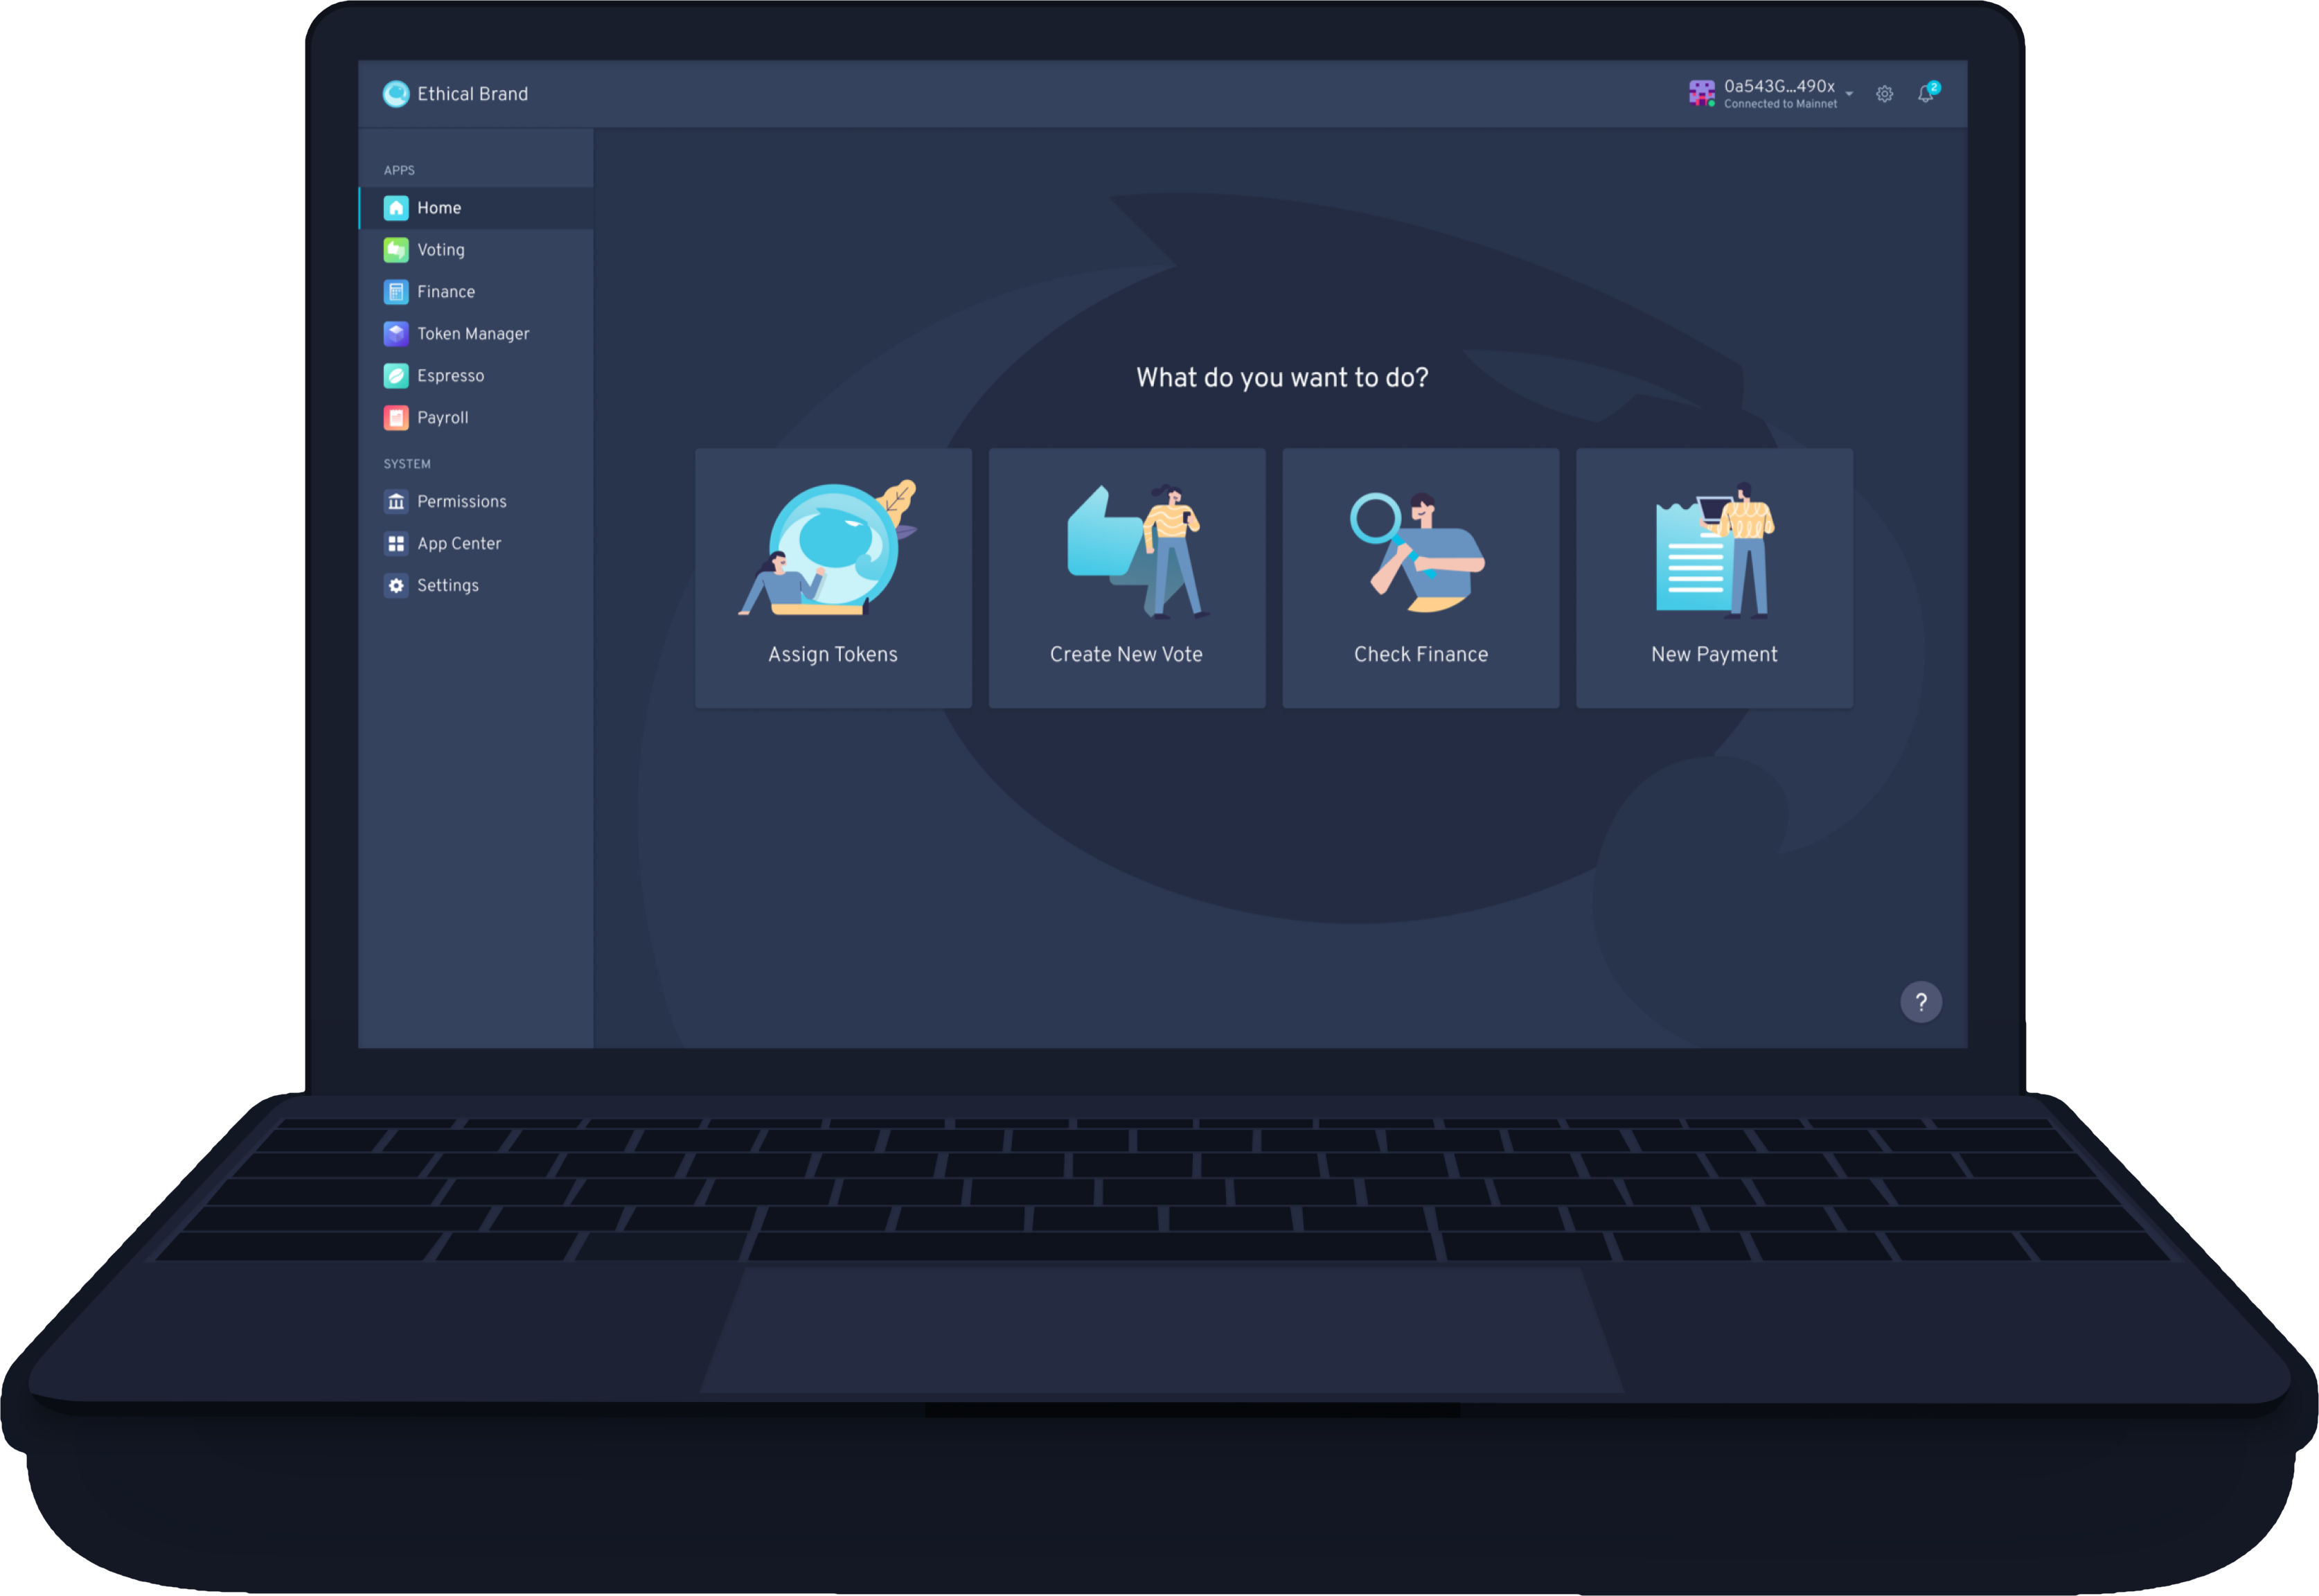 Ethical Brand
0a543G...490x
Connected to Mainnet
2
APPS
Home
Voting
Finance
Token Manager
Espresso
Payroll
SYSTEM
Permissions
App Center
Settings
What do you want to do?
Assign Tokens
Create New Vote
Check Finance
New Payment
?